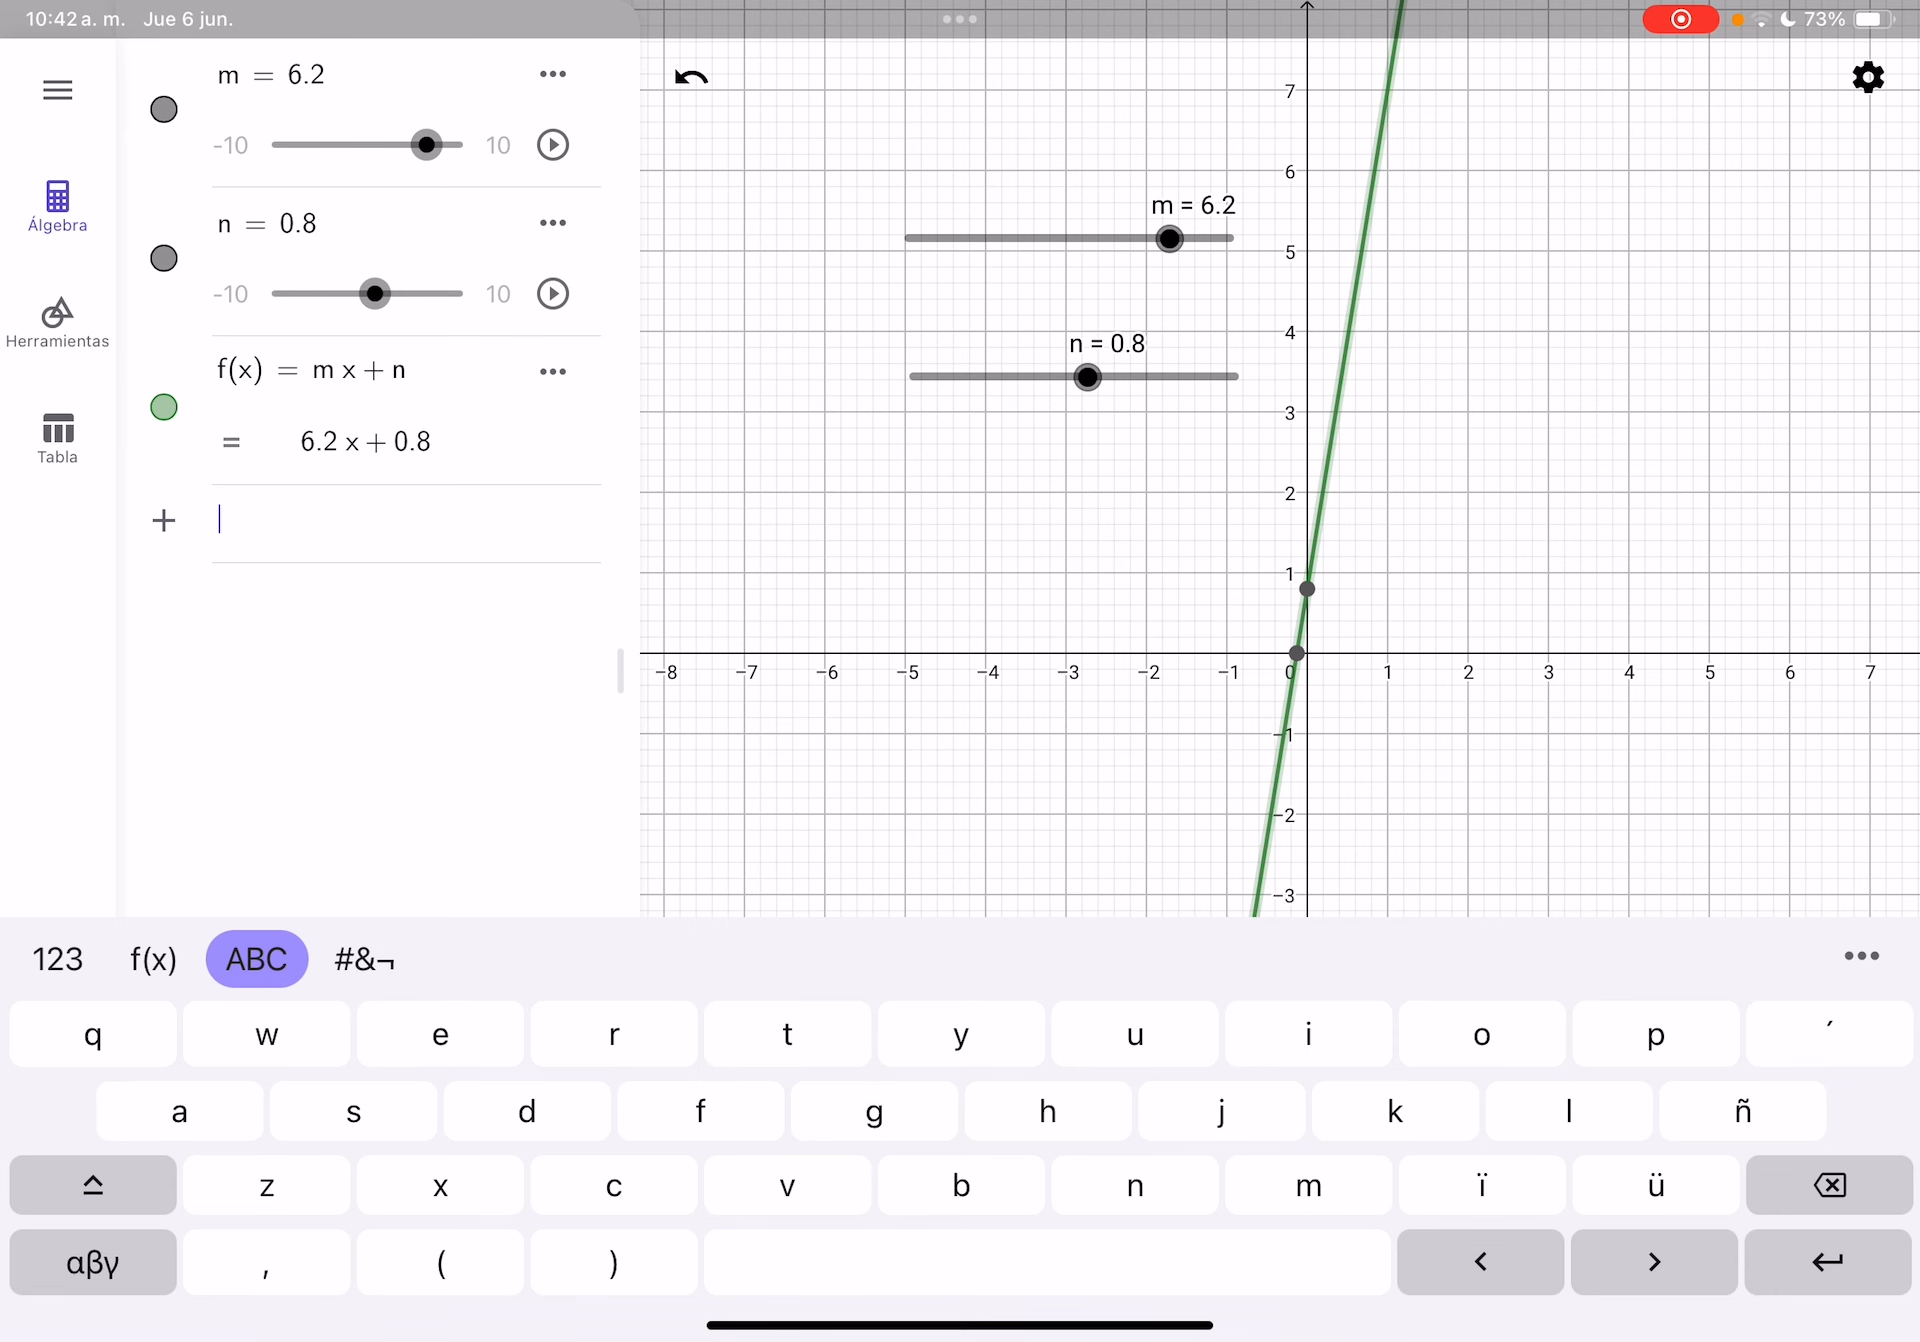 10:42 a. m. Jue 6 jun.
73%
Álgebra
Herramientas
Tabla
m = 6.2
-10 10
n = 0.8
-10 10
f(x) = m x + n
= 6.2 x + 0.8
m = 6.2
n = 0.8
7
6
5
4
3
2
1
−8 −7 −6 −5 −4 −3 −2 −1 0 1 2 3 4 5 6 7
−1
−2
−3
123 f(x) ABC #&¬
q w e r t y u i o p ´
a s d f g h j k l ñ
z x c v b n m ï ü
αβγ , ( ) < >